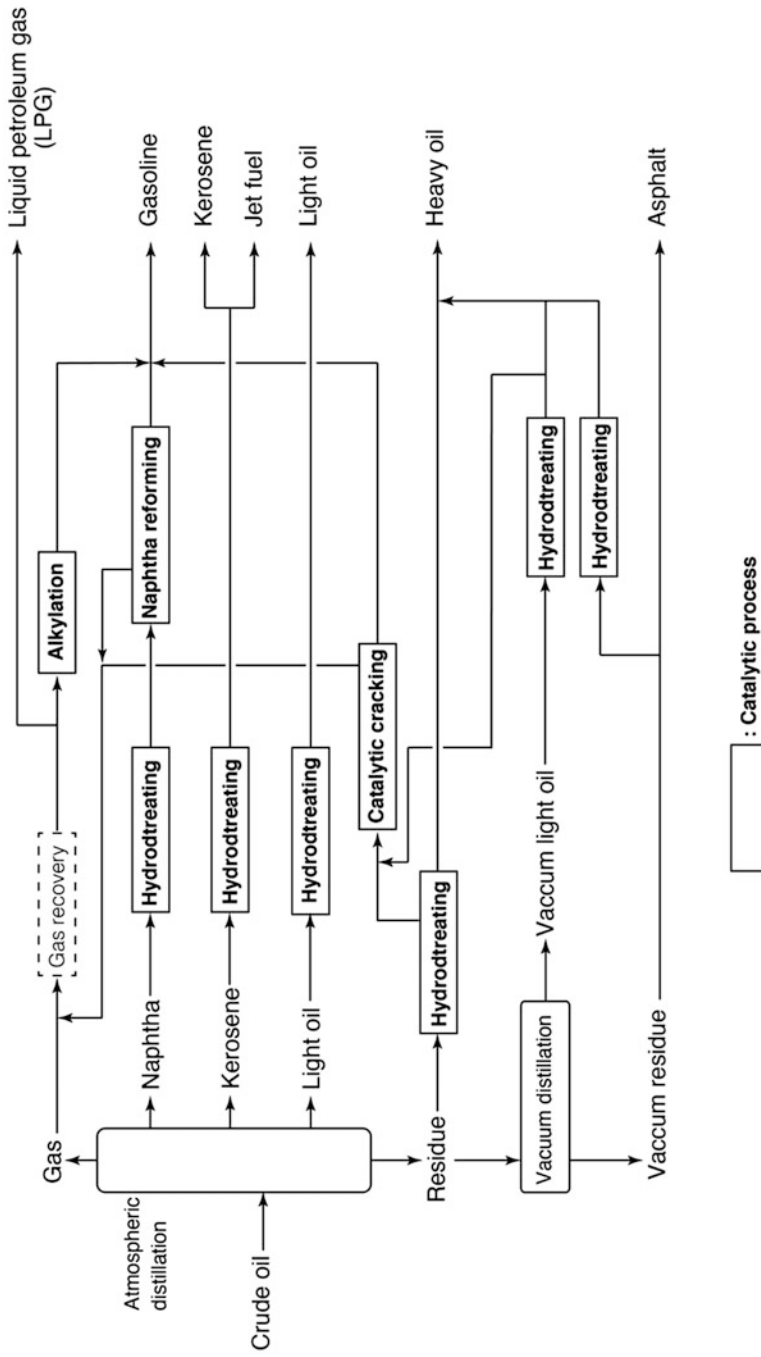 Liquid petroleum gas
(LPG)
Gas
Gas recovery
Alkylation
Atmospheric
distillation
Naphtha
Hydrodtreating
Naphtha reforming
Gasoline
Kerosene
Hydrodtreating
Kerosene
Jet fuel
Crude oil
Light oil
Hydrodtreating
Light oil
Catalytic cracking
Residue
Hydrodtreating
Heavy oil
Vacuum distillation
Vaccum light oil
Hydrodtreating
Hydrodtreating
Vaccum residue
Asphalt
: Catalytic process